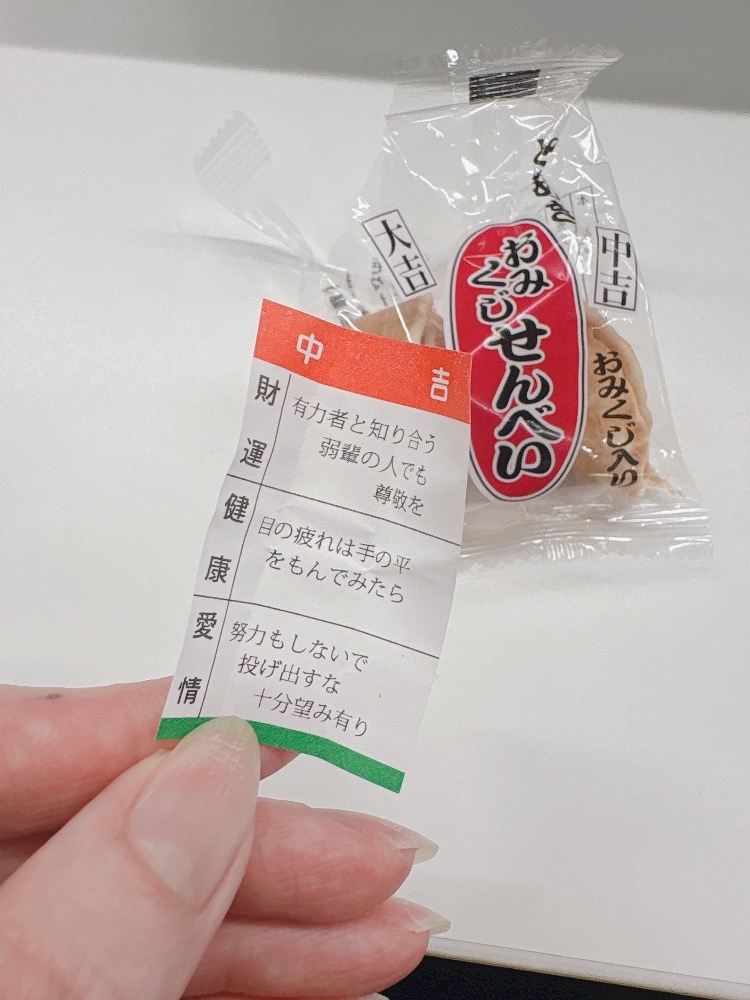 中吉
財運
有力者と知り合う
弱輩の人でも
尊敬を
健康
目の疲れは手の平
をもんでみたら
愛情
努力もしないで
投げ出すな
十分望み有り
大吉
中吉
おみくじせんべい
おみくじ入り